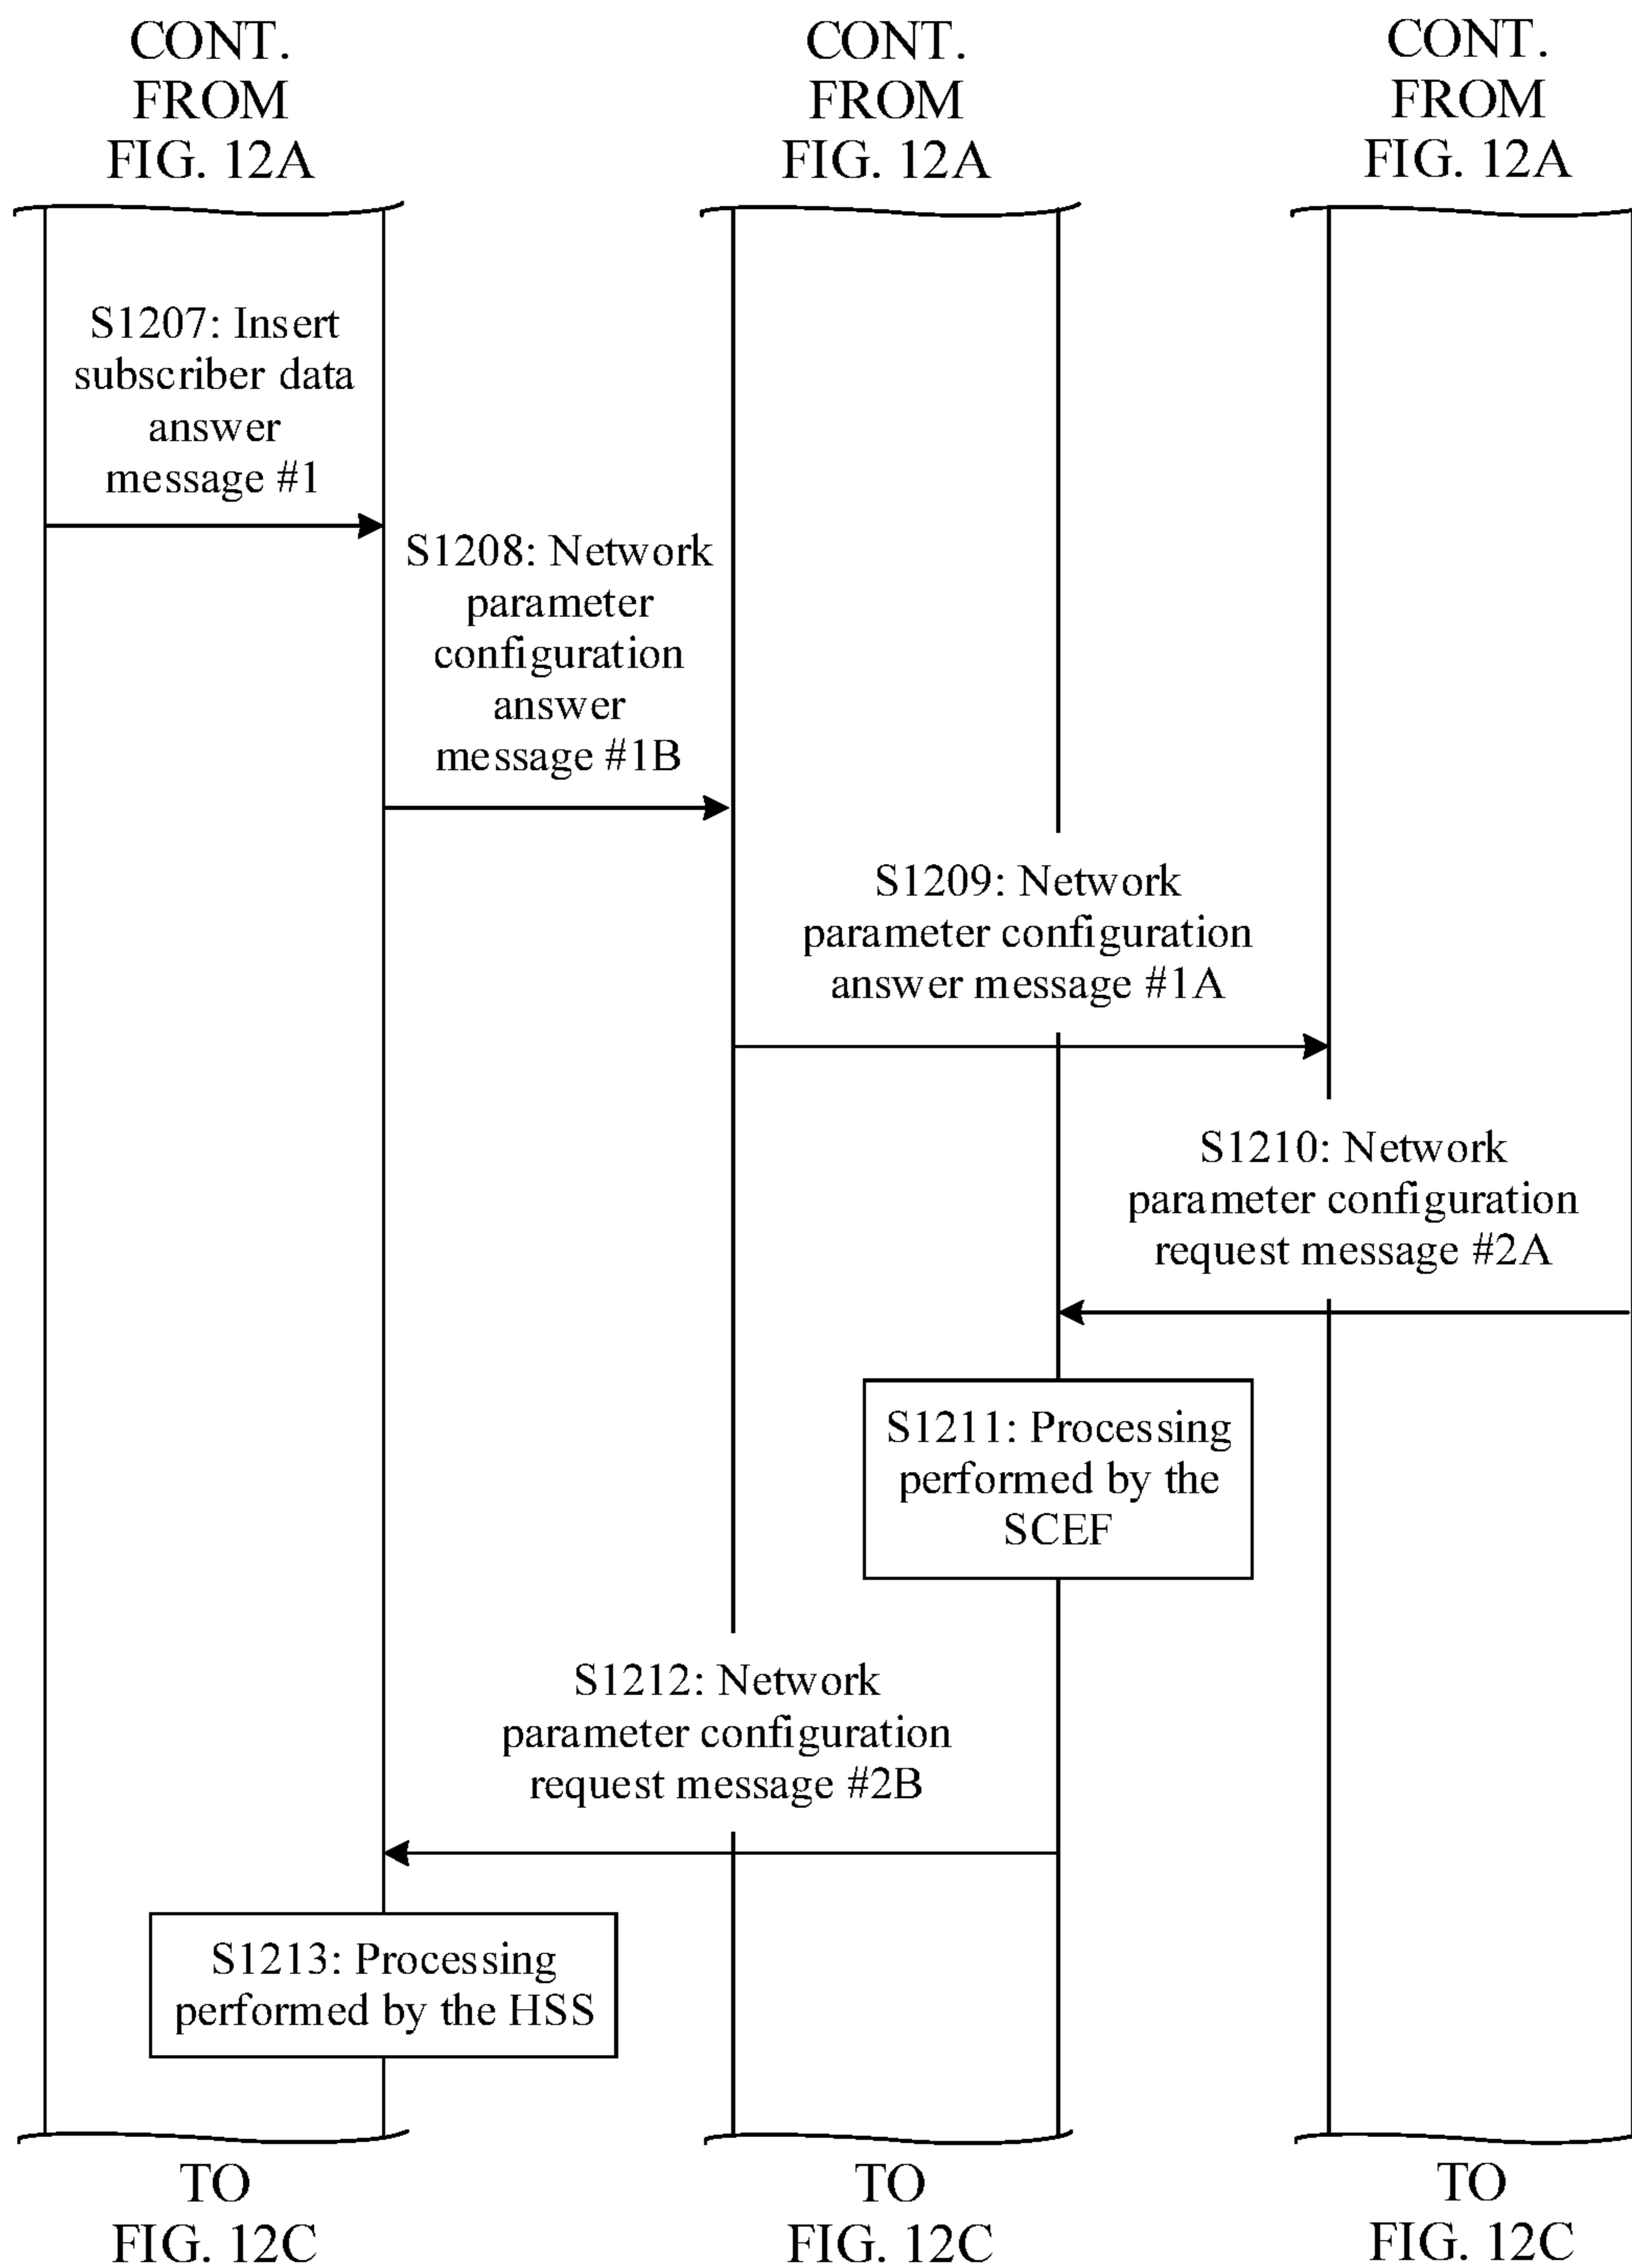 CONT.
FROM
FIG. 12A
CONT.
FROM
FIG. 12A
CONT.
FROM
FIG. 12A
S1207: Insert
subscriber data
answer
message #1
S1208: Network
parameter
configuration
answer
message #1B
S1209: Network
parameter configuration
answer message #1A
S1210: Network
parameter configuration
request message #2A
S1211: Processing
performed by the
SCEF
S1212: Network
parameter configuration
request message #2B
S1213: Processing
performed by the HSS
TO
FIG. 12C
TO
FIG. 12C
TO
FIG. 12C